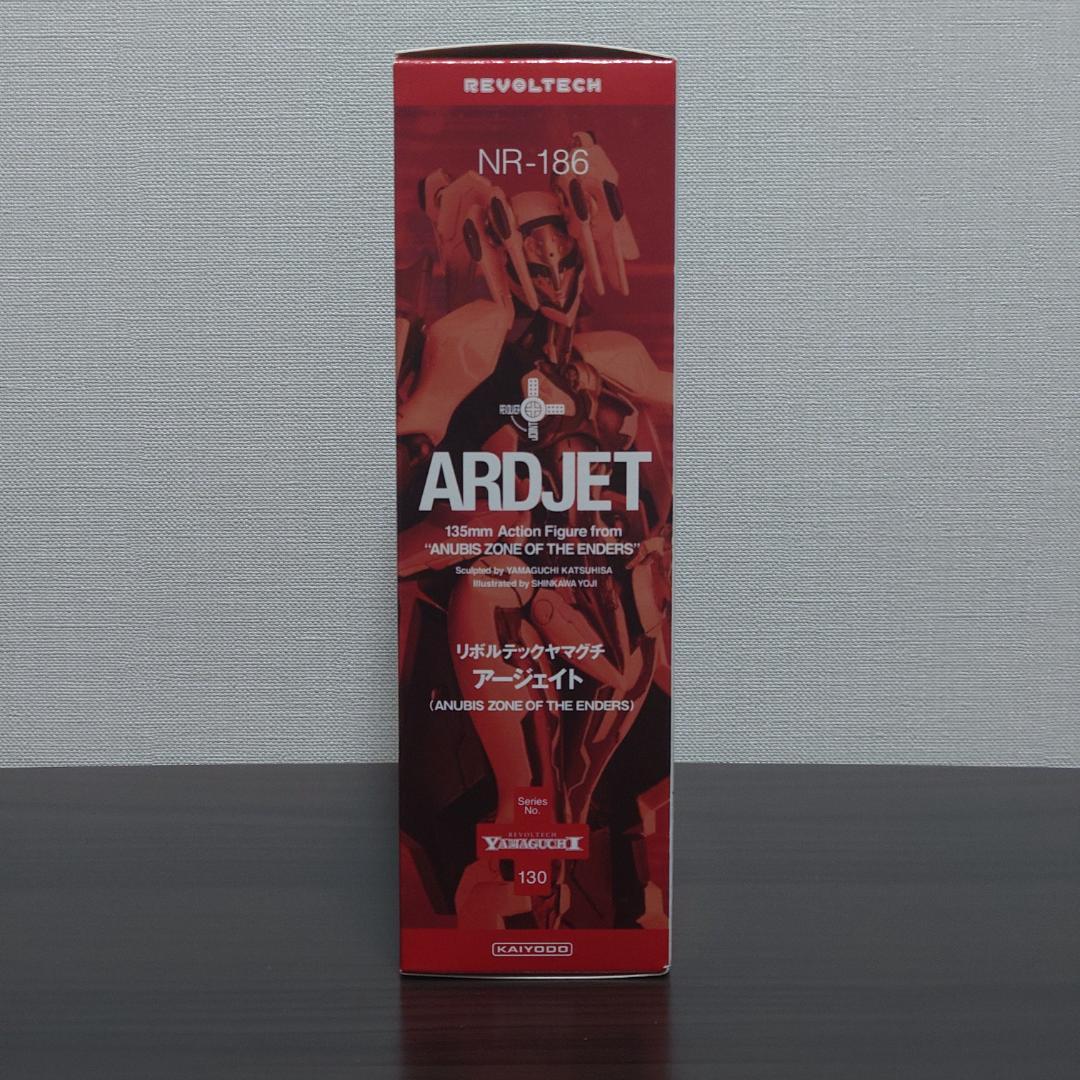 REVOLTECH
NR-186
REVOLVER
JOINT
ARDJET
135mm Action Figure from
“ANUBIS ZONE OF THE ENDERS”
Sculpted by YAMAGUCHI KATSUHISA
Illustrated by SHINKAWA YOJI
リボルテックヤマグチ
アージェイト
(ANUBIS ZONE OF THE ENDERS)
Series
No.
REVOLTECH
YAMAGUCHI
130
KAIYODO